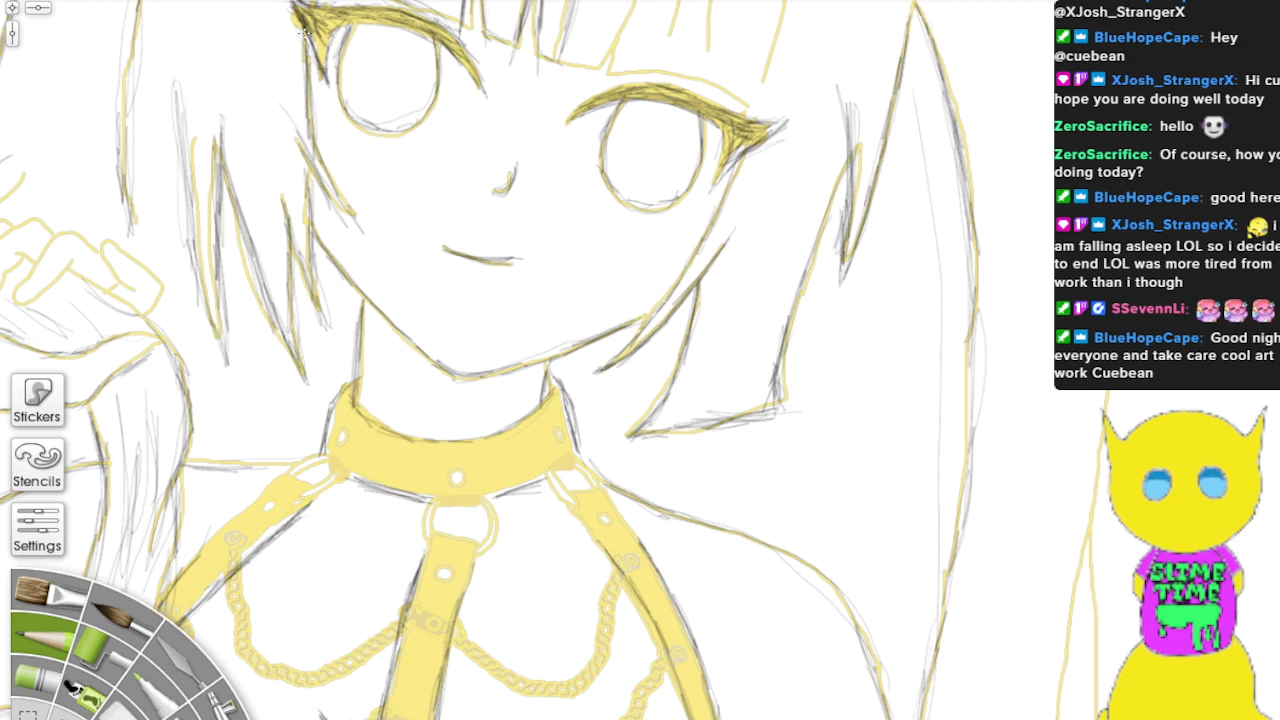 @XJosh_StrangerX
BlueHopeCape: Hey
@cuebean
XJosh_StrangerX: Hi cu
hope you are doing well today
ZeroSacrifice: hello
ZeroSacrifice: Of course, how yo
doing today?
BlueHopeCape: good here
XJosh_StrangerX: i
am falling asleep LOL so i decide
to end LOL was more tired from
work than i though
SSevennLi:
BlueHopeCape: Good nigh
everyone and take care cool art
work Cuebean
Stickers
Stencils
Settings
SLIME
TIME